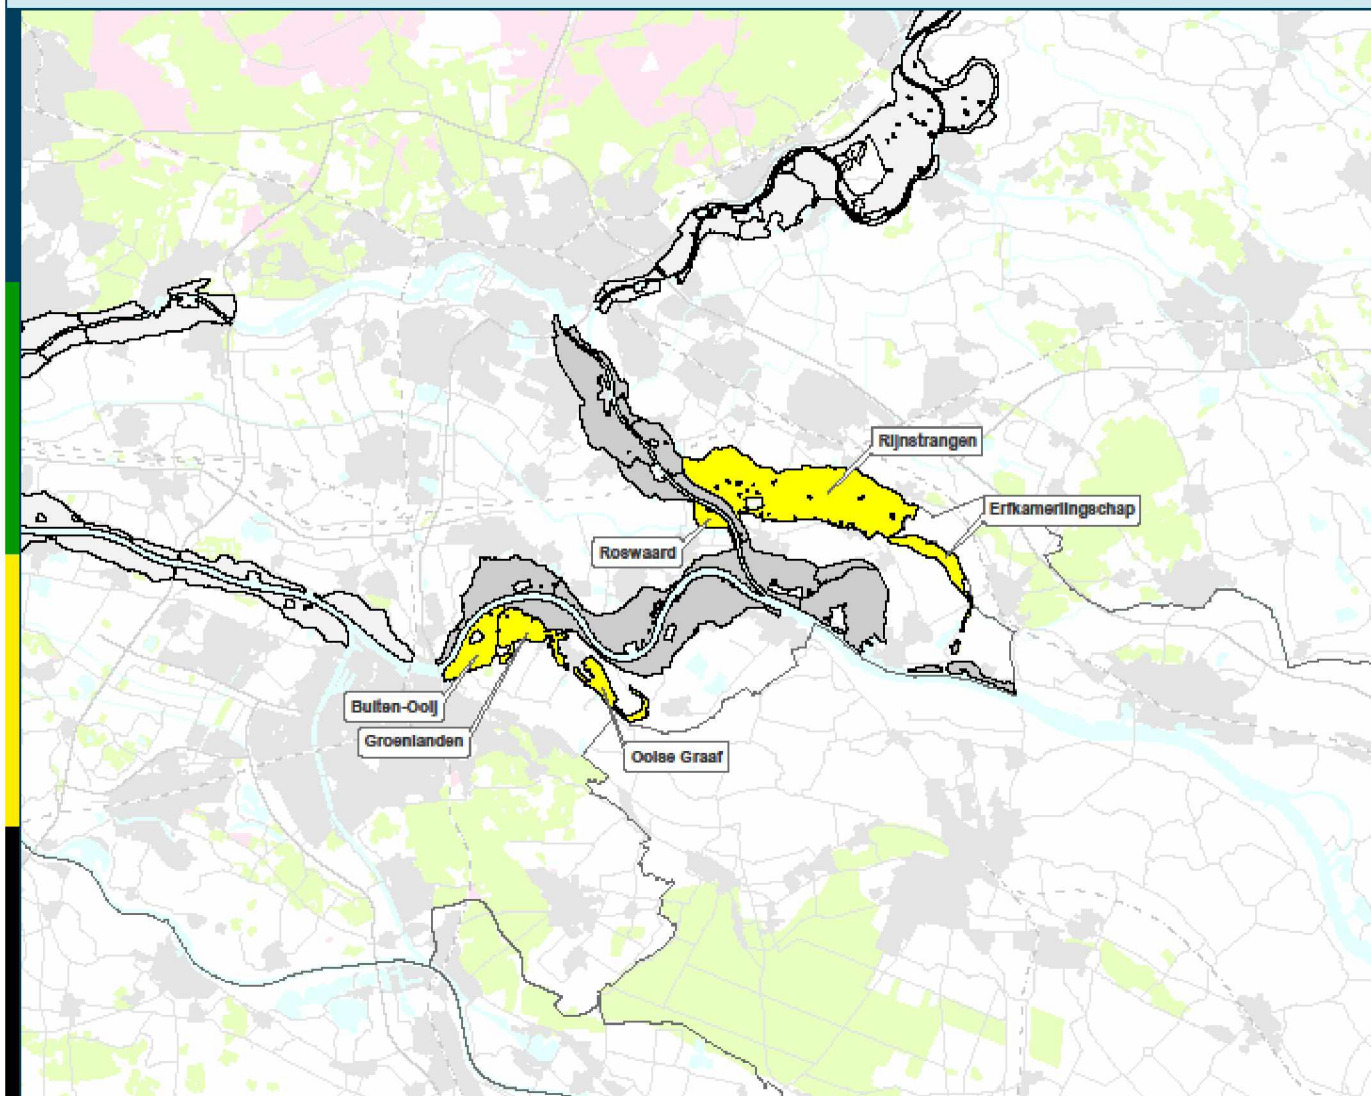 Rijnstrangen
Erfkamerlingschap
Roswaard
Buiten-Ooij
Groenlanden
Ooise Graaf